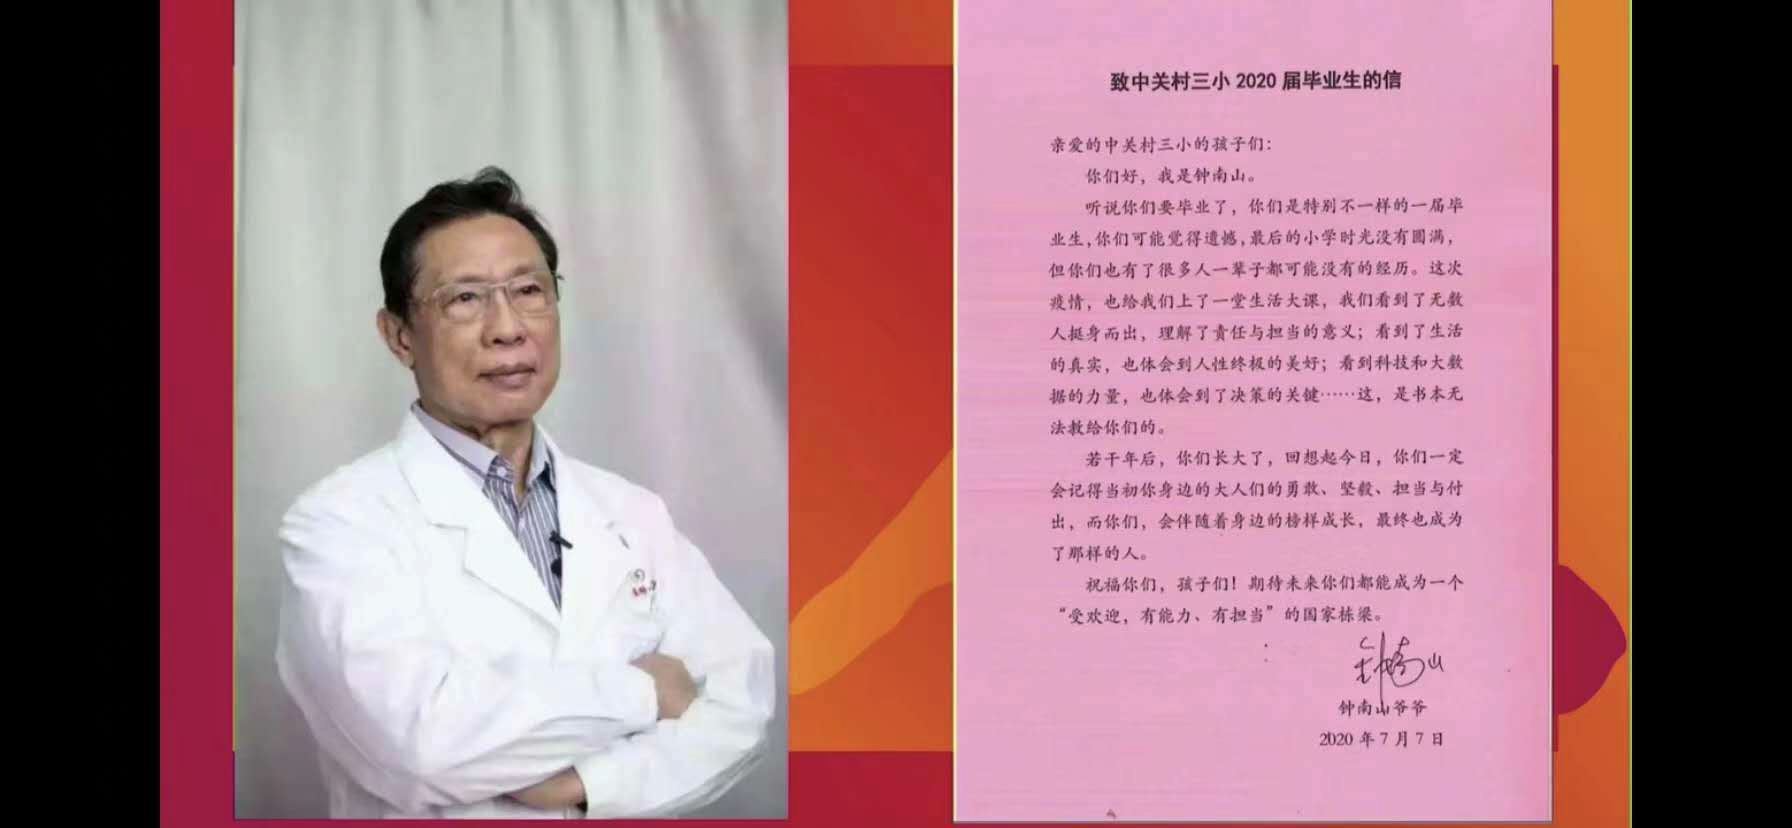 致中关村三小 2020 届毕业生的信
亲爱的中关村三小的孩子们：
你们好，我是钟南山。
听说你们要毕业了，你们是特别不一样的一届毕
业生，你们可能觉得遗憾，最后的小学时光没有圆满，
但你们也有了很多人一辈子都可能没有的经历。这次
疫情，也给我们上了一堂生活大课，我们看到了无数
人挺身而出，理解了责任与担当的意义；看到了生活
的真实，也体会到人性终极的美好；看到科技和大数
据的力量，也体会到了决策的关键……这，是书本无
法教给你们的。
若干年后，你们长大了，回想起今日，你们一定
会记得当初你身边的大人们的勇敢、坚毅、担当与付
出，而你们，会伴随着身边的榜样成长，最终也成为
了那样的人。
祝福你们，孩子们！期待未来你们都能成为一个
“受欢迎，有能力、有担当”的国家栋梁。
钟南山
钟南山爷爷
2020 年 7 月 7 日